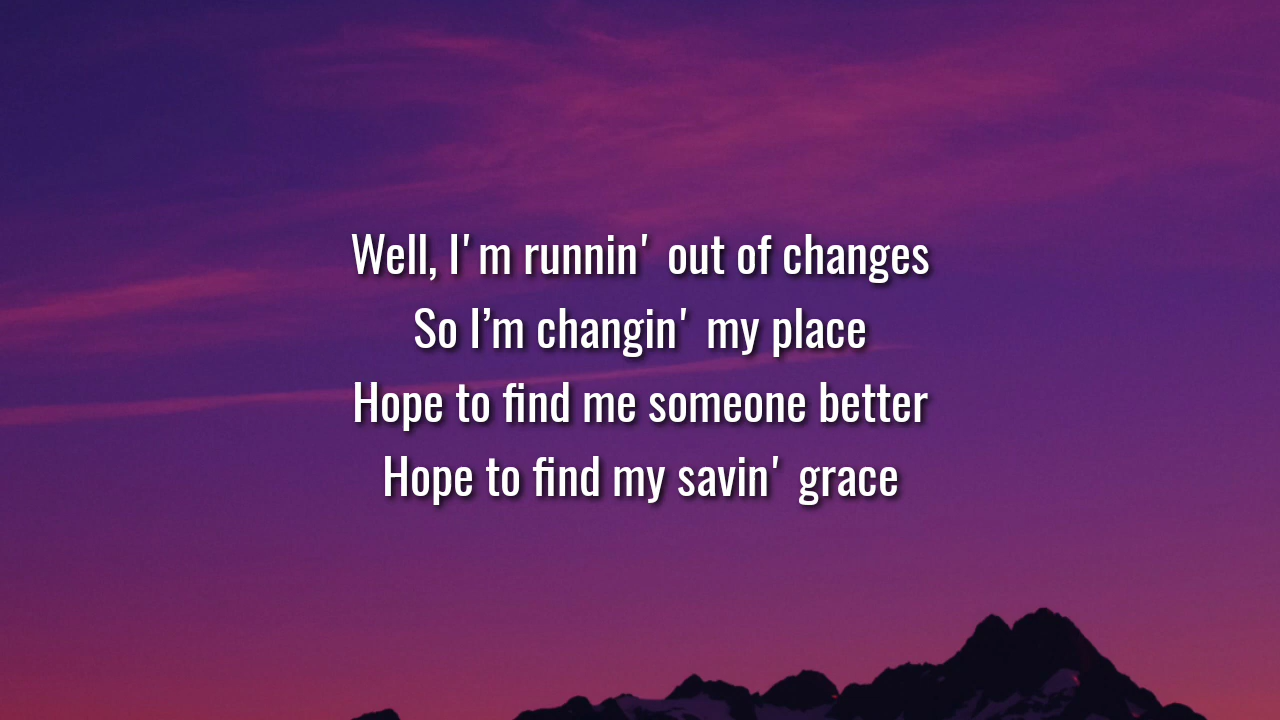 Well, I'm runnin' out of changes
So I’m changin' my place
Hope to find me someone better
Hope to find my savin' grace